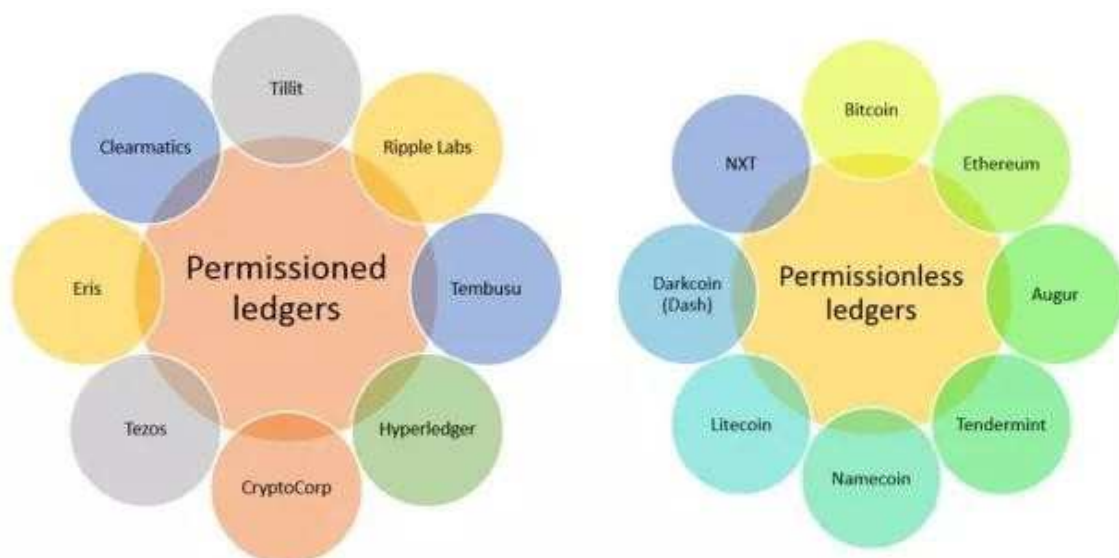 Tillit
Clearmatics
Ripple Labs
Permissioned
ledgers
Eris
Tembusu
Tezos
Hyperledger
CryptoCorp
Bitcoin
NXT
Ethereum
Darkcoin
(Dash)
Permissionless
ledgers
Augur
Litecoin
Tendermint
Namecoin